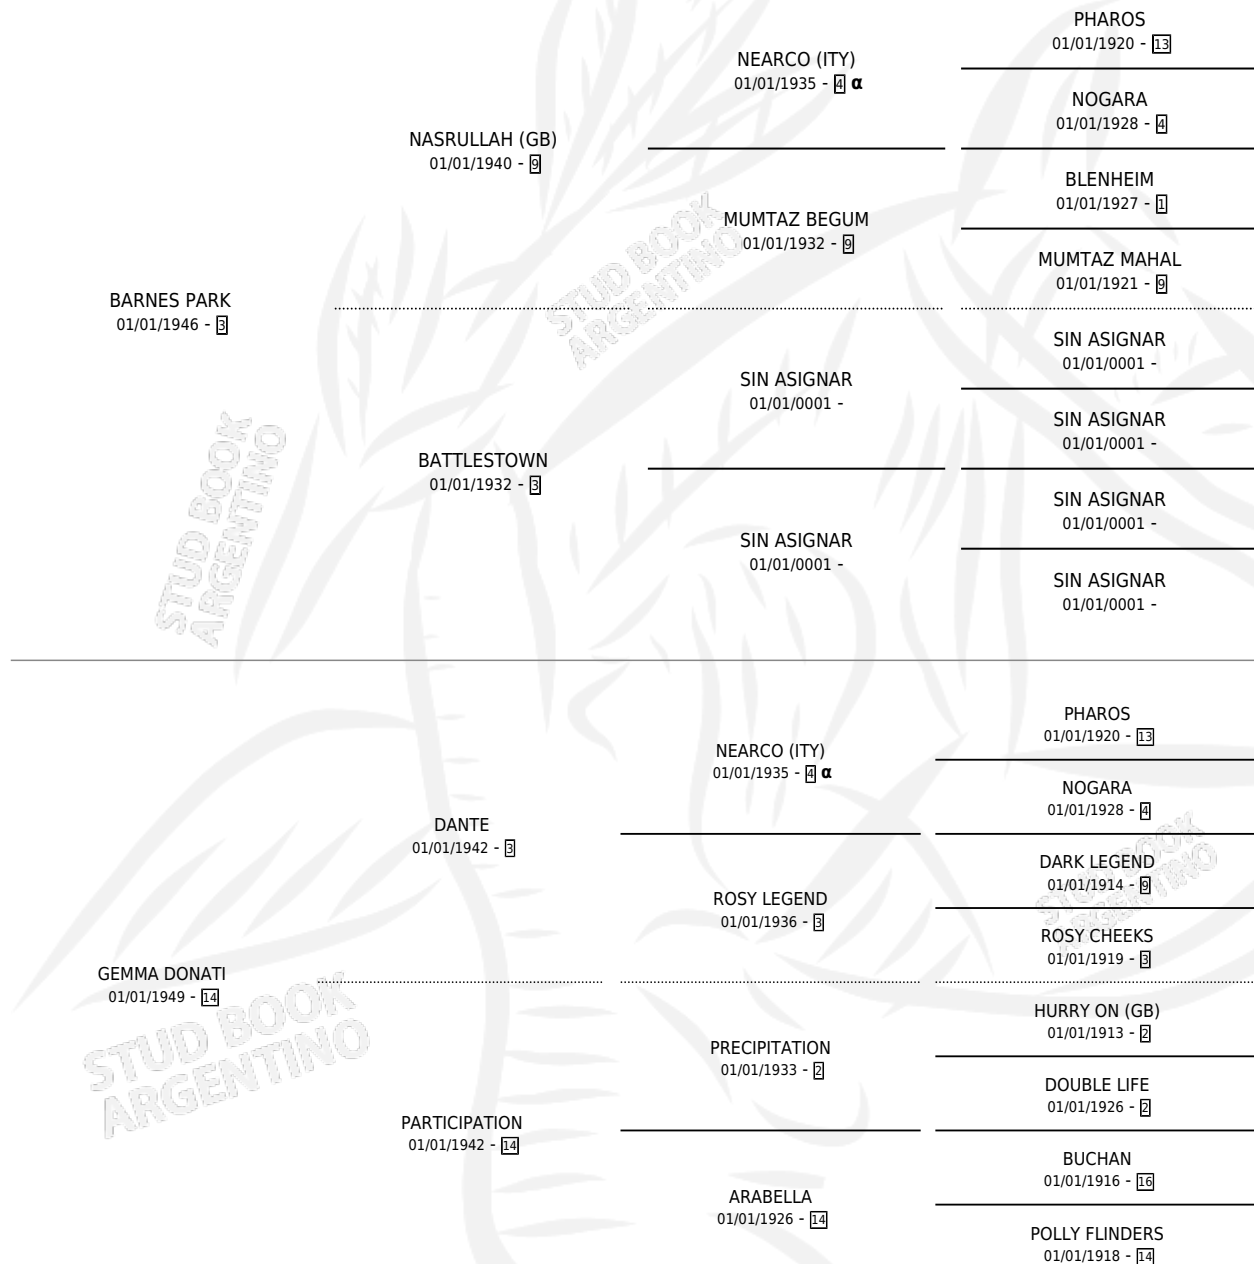 PHAROS
01/01/1920 - 13
NEARCO (ITY)
01/01/1935 - 4 α
NOGARA
01/01/1928 - 4
NASRULLAH (GB)
01/01/1940 - 9
BLENHEIM
01/01/1927 - 1
MUMTAZ BEGUM
01/01/1932 - 9
MUMTAZ MAHAL
01/01/1921 - 9
BARNES PARK
01/01/1946 - 3
SIN ASIGNAR
01/01/0001 -
SIN ASIGNAR
01/01/0001 -
SIN ASIGNAR
01/01/0001 -
BATTLESTOWN
01/01/1932 - 3
SIN ASIGNAR
01/01/0001 -
SIN ASIGNAR
01/01/0001 -
SIN ASIGNAR
01/01/0001 -
STUD BOOK
ARGENTINO
STUD BOOK
ARGENTINO
PHAROS
01/01/1920 - 13
NEARCO (ITY)
01/01/1935 - 4 α
NOGARA
01/01/1928 - 4
DANTE
01/01/1942 - 3
DARK LEGEND
01/01/1914 - 9
ROSY LEGEND
01/01/1936 - 3
ROSY CHEEKS
01/01/1919 - 3
GEMMA DONATI
01/01/1949 - 14
HURRY ON (GB)
01/01/1913 - 2
PRECIPITATION
01/01/1933 - 2
DOUBLE LIFE
01/01/1926 - 2
PARTICIPATION
01/01/1942 - 14
BUCHAN
01/01/1916 - 16
ARABELLA
01/01/1926 - 14
POLLY FLINDERS
01/01/1918 - 14
STUD BOOK
ARGENTINO
STUD BOOK
ARGENTINO